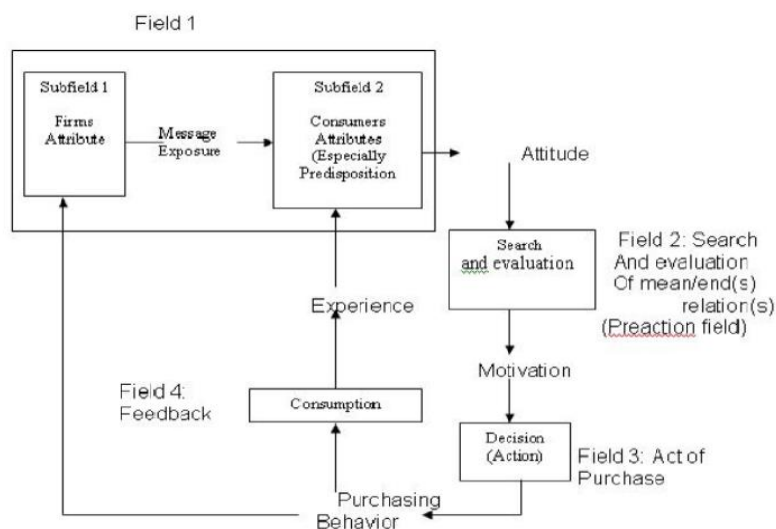 Field 1
Subfield 1
Firms
Attribute
Message
Exposure
Subfield 2
Consumers
Attributes
(Especially
Predisposition
Attitude
Search
and evaluation
Field 2: Search
And evaluation
Of mean/end(s)
relation(s)
(Preaction field)
Experience
Motivation
Field 4:
Feedback
Consumption
Decision
(Action)
Field 3: Act of
Purchase
Purchasing
Behavior